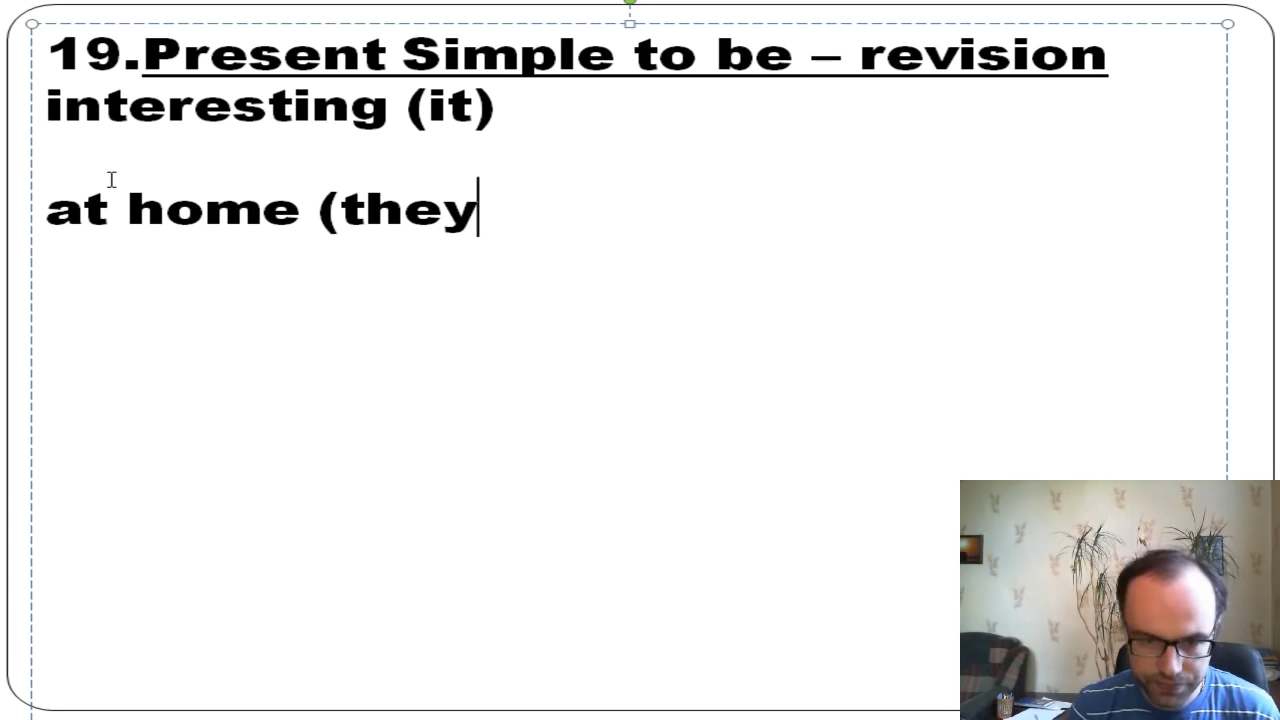 19.Present Simple to be – revision
interesting (it)
at home (they